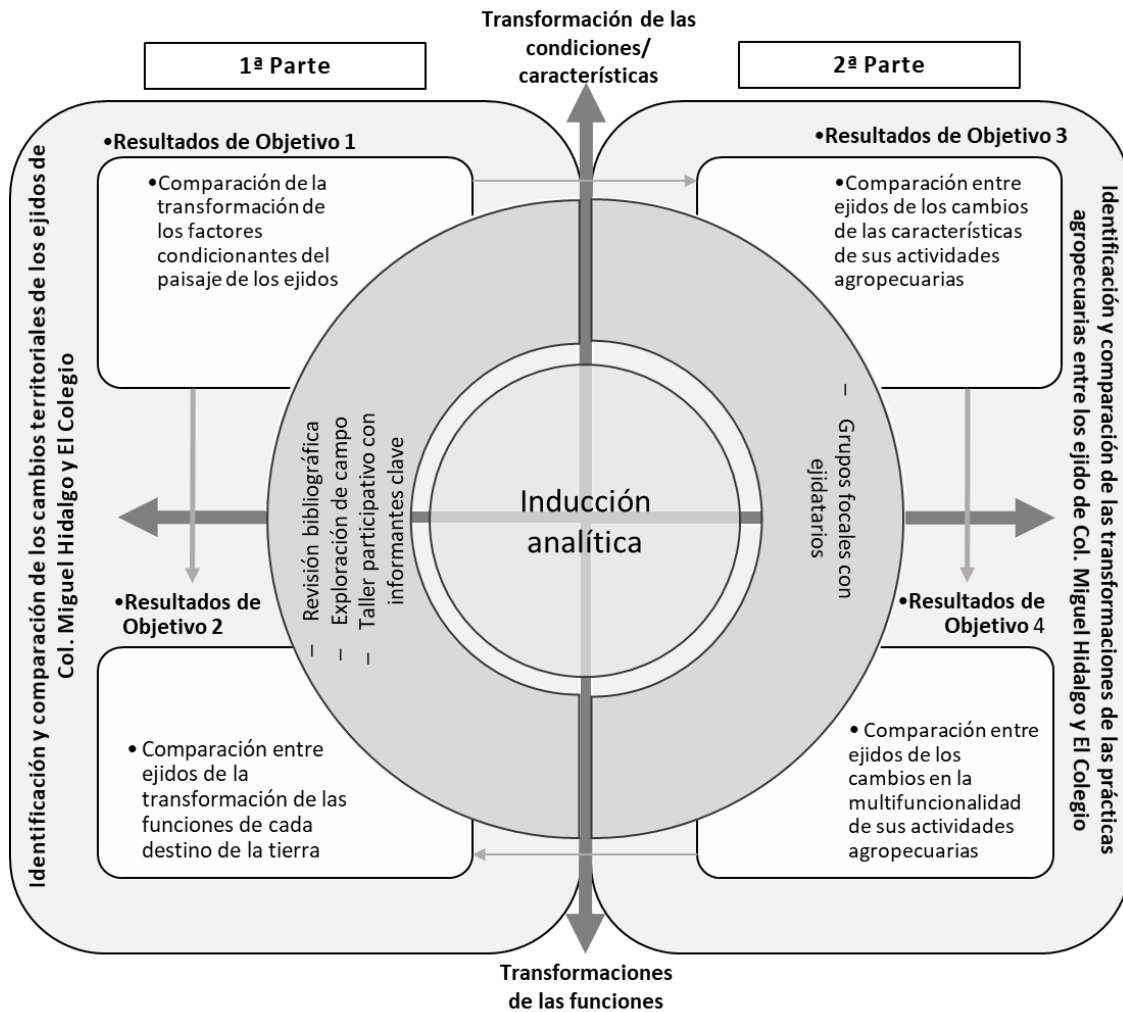 Transformación de las
condiciones/
características
1ª Parte
2ª Parte
Identificación y comparación de los cambios territoriales de los ejidos de
Col. Miguel Hidalgo y El Colegio
•Resultados de Objetivo 1
•Comparación de la
transformación de
los factores
condicionantes del
paisaje de los ejidos
•Resultados de
Objetivo 2
•Comparación entre
ejidos de la
transformación de las
funciones de cada
destino de la tierra
– Revisión bibliográfica
– Exploración de campo
– Taller participativo con
informantes clave
Inducción
analítica
– Grupos focales con
ejidatarios
•Resultados de Objetivo 3
•Comparación entre
ejidos de los cambios
de las características
de sus actividades
agropecuarias
•Resultados de
Objetivo 4
•Comparación entre
ejidos de los
cambios en la
multifuncionalidad
de sus actividades
agropecuarias
Identificación y comparación de las transformaciones de las prácticas
agropecuarias entre los ejido de Col. Miguel Hidalgo y El Colegio
Transformaciones
de las funciones